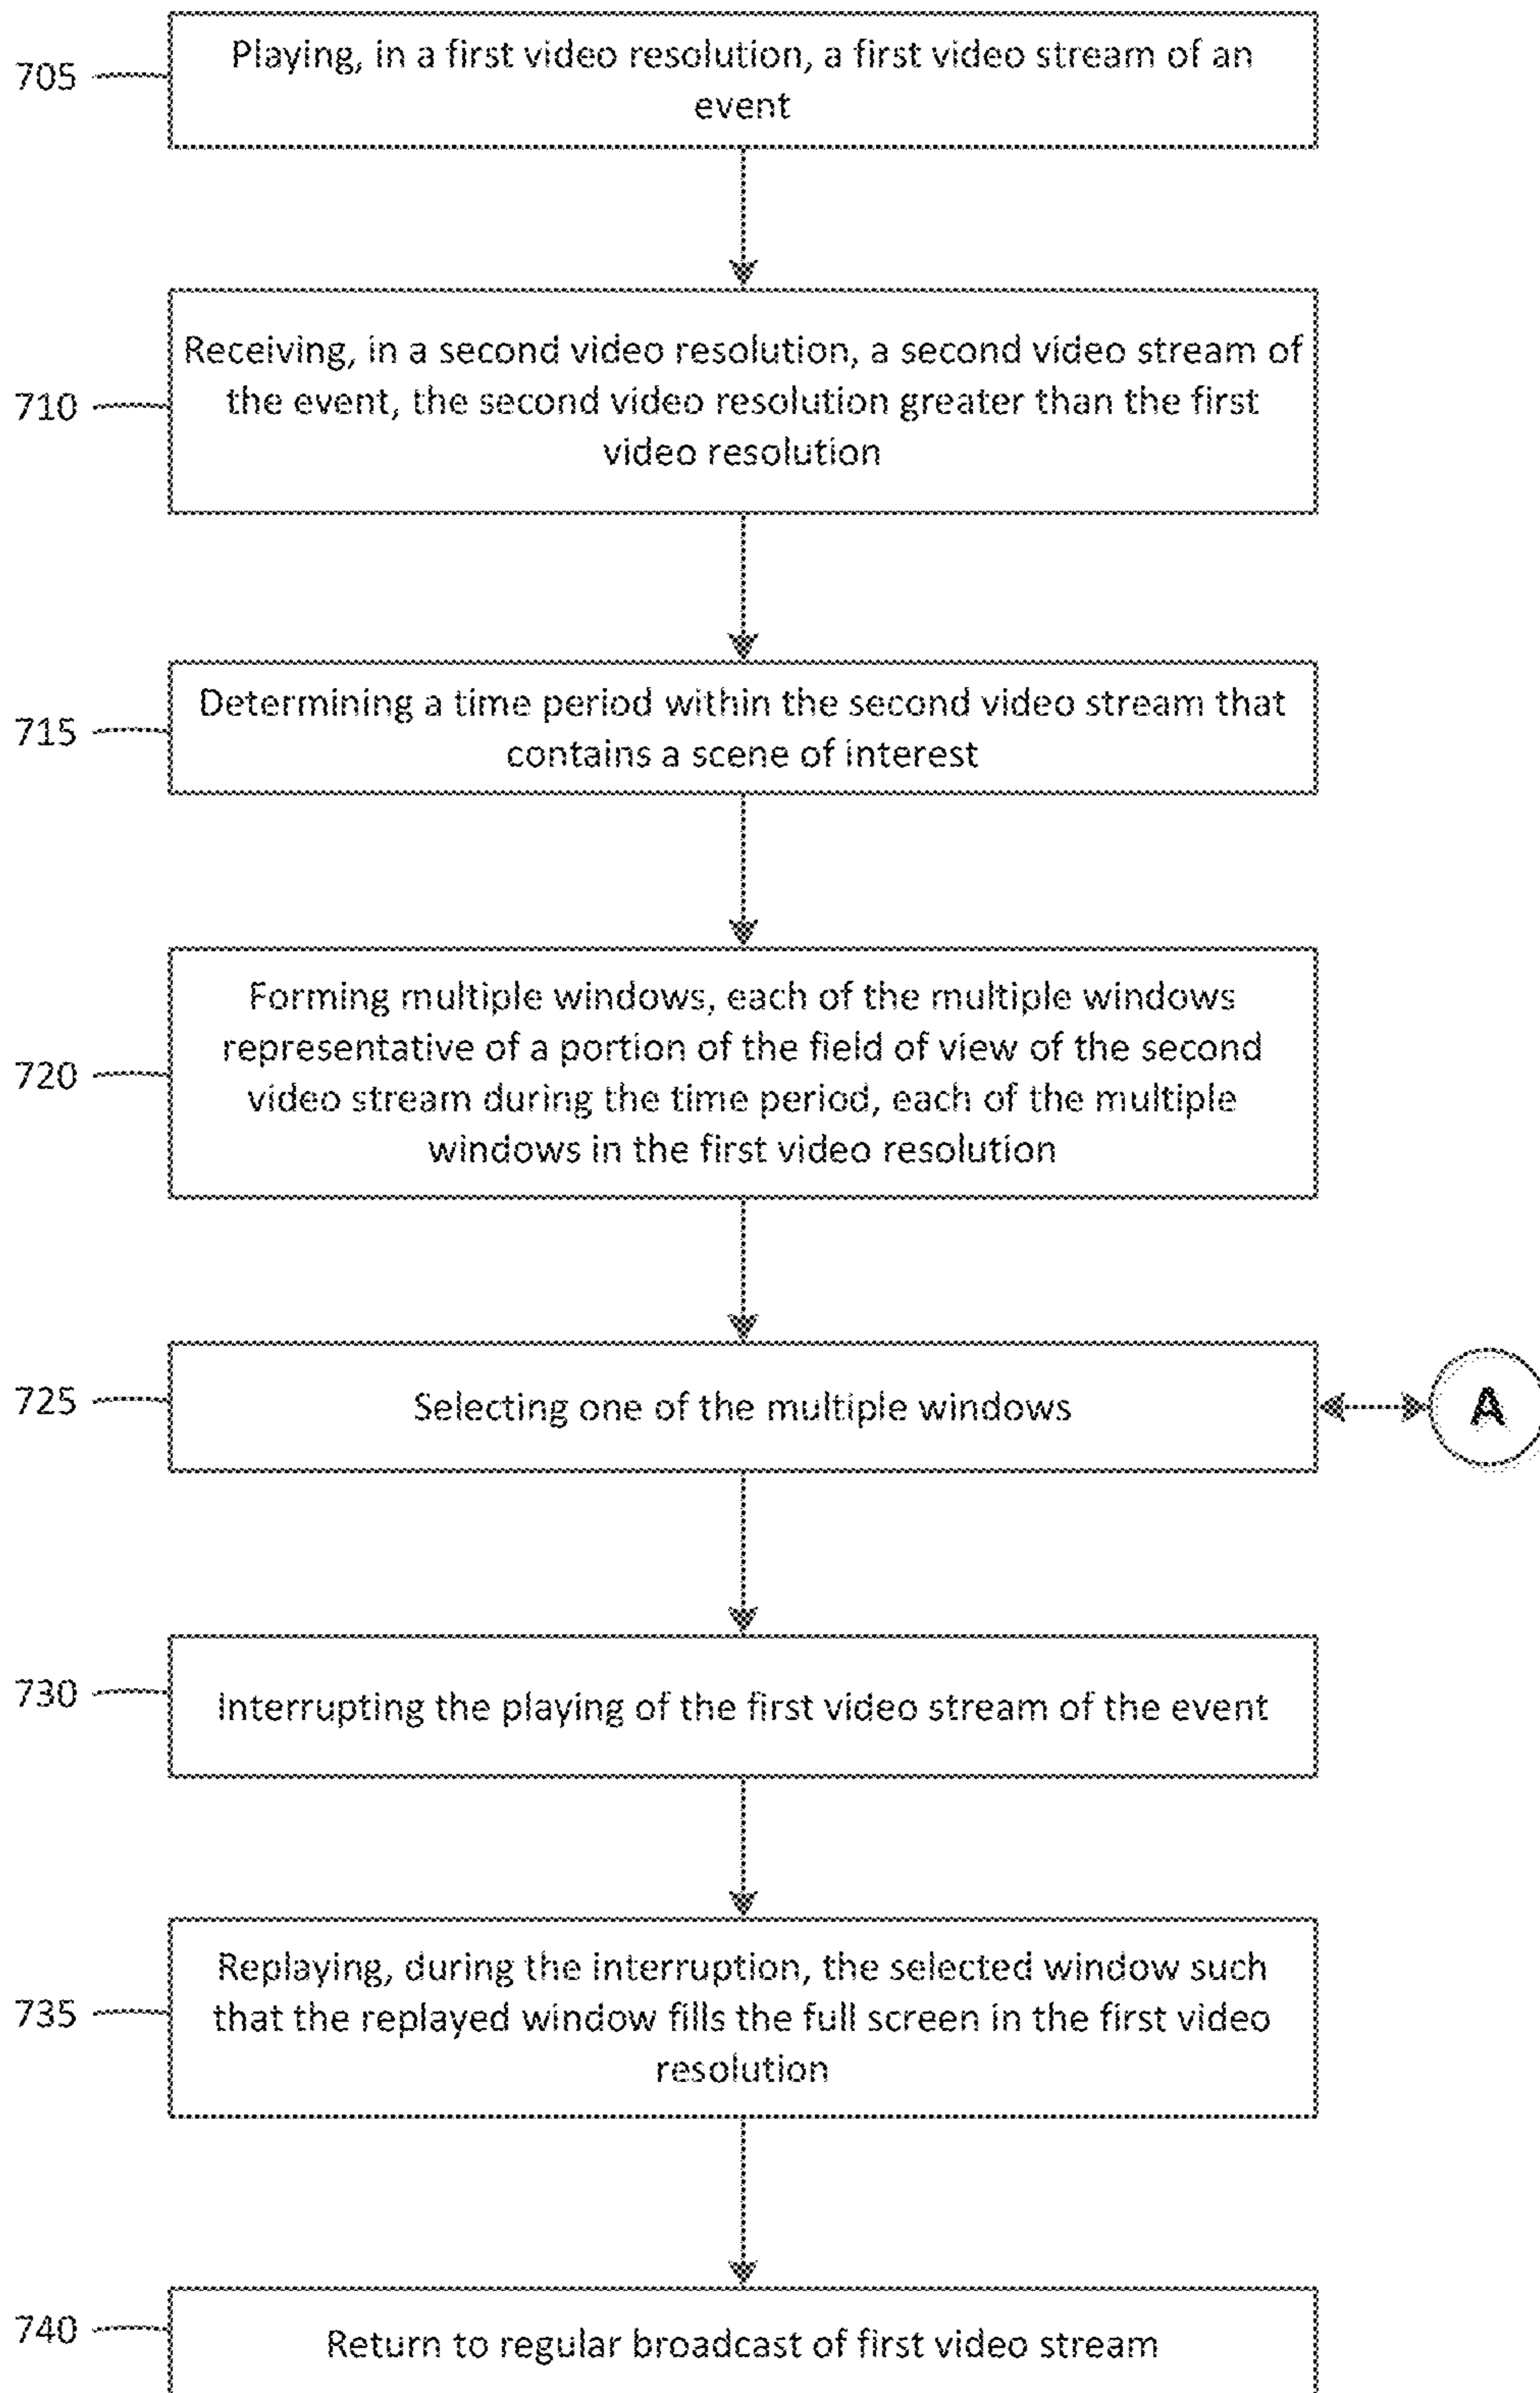 705
Playing, in a first video resolution, a first video stream of an
event
710
Receiving, in a second video resolution, a second video stream of
the event, the second video resolution greater than the first
video resolution
715
Determining a time period within the second video stream that
contains a scene of interest
720
Forming multiple windows, each of the multiple windows
representative of a portion of the field of view of the second
video stream during the time period, each of the multiple
windows in the first video resolution
725
Selecting one of the multiple windows
A
730
Interrupting the playing of the first video stream of the event
735
Replaying, during the interruption, the selected window such
that the replayed window fills the full screen in the first video
resolution
740
Return to regular broadcast of first video stream